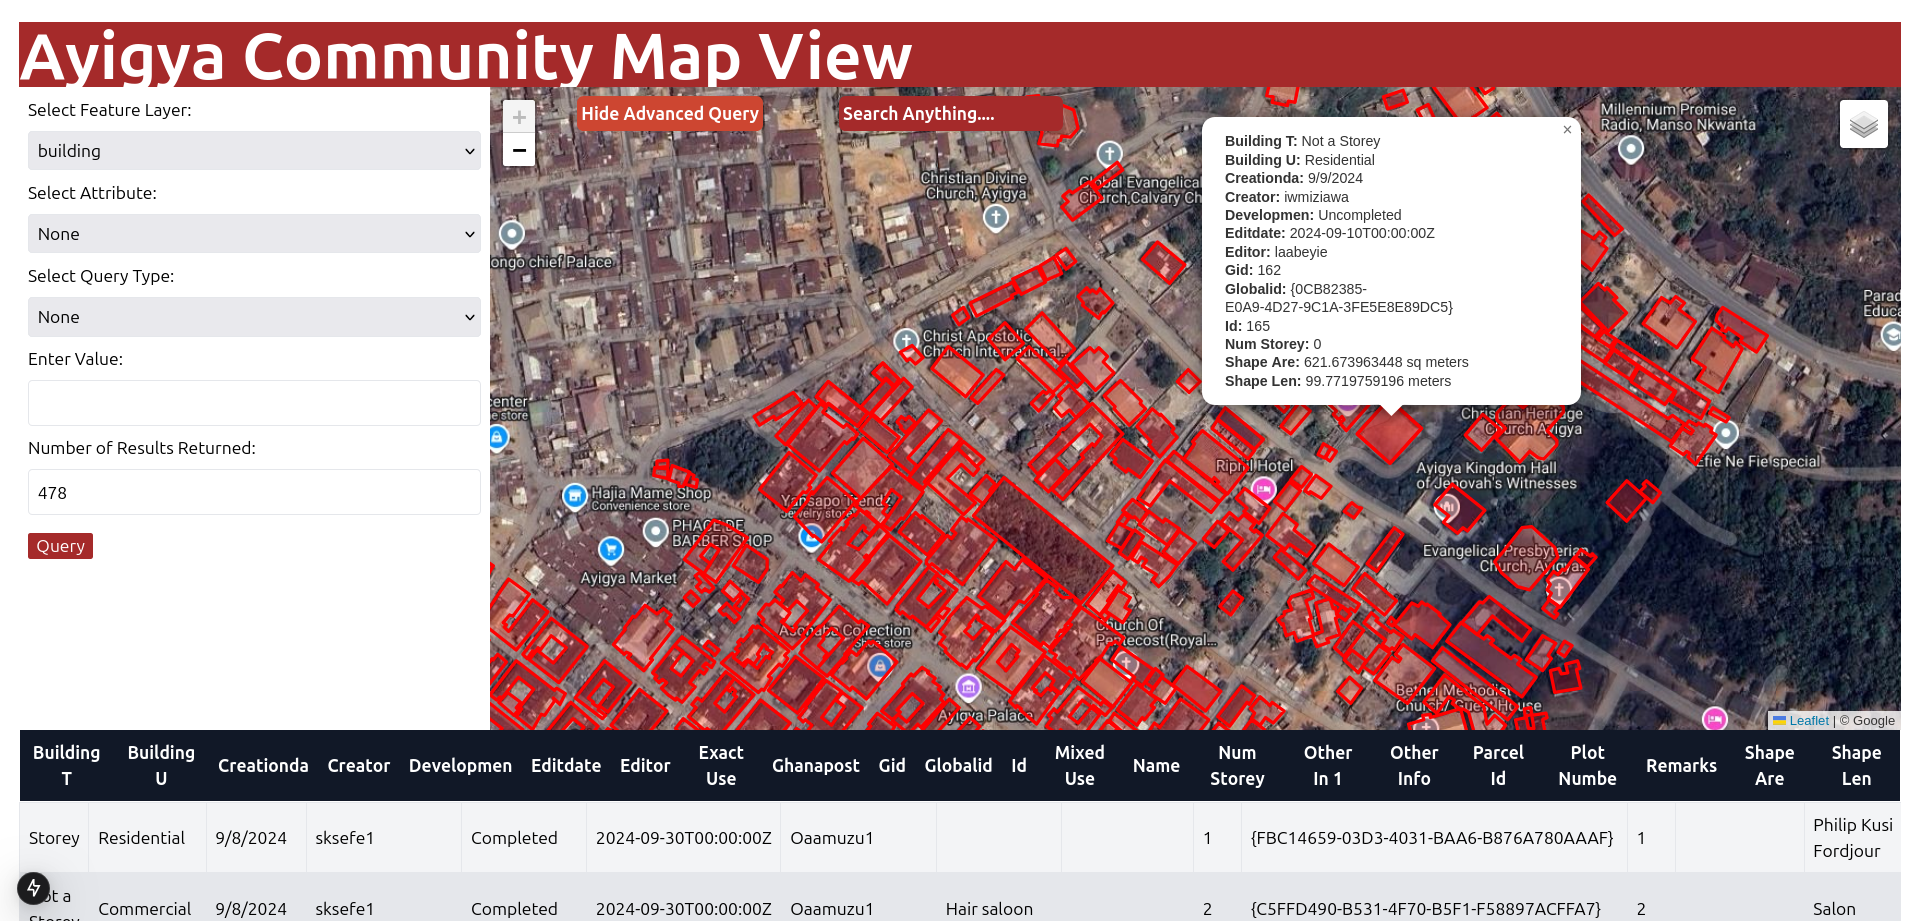 Ayigya Community Map View
Select Feature Layer:
building
Select Attribute:
None
Select Query Type:
None
Enter Value:
Number of Results Returned:
478
Query
+
−
Hide Advanced Query
Search Anything....
Millennium Promise
Radio, Manso Nkwanta
Christian Divine
Church, Ayigya
Global Evangelical
Church,Calvary Ch
ongo chief Palace
Christ Apostolic
Church International...
Parad
Educa
center
e store
Hajia Mame Shop
Convenience store
PHACEIDE
BARBER SHOP
Ayigya Market
Yansapo Trendz
Jewelry store
Asonaba Collection
Shoe store
Ayigya Palace
Church Of
Pentecost(Royal...
Riphil Hotel
Christian Heritage
Church Ayigya
Ayigya Kingdom Hall
of Jehovah's Witnesses
Efie Ne Fie special
Evangelical Presbyterian
Church, Ayigya...
Bethel Methodist
Church/ Guest House
×
Building T: Not a Storey
Building U: Residential
Creationda: 9/9/2024
Creator: iwmiziawa
Developmen: Uncompleted
Editdate: 2024-09-10T00:00:00Z
Editor: laabeyie
Gid: 162
Globalid: {0CB82385-
E0A9-4D27-9C1A-3FE5E8E89DC5}
Id: 165
Num Storey: 0
Shape Are: 621.673963448 sq meters
Shape Len: 99.7719759196 meters
Leaflet | © Google
Building T Building U Creationda Creator Developmen Editdate Editor Exact Use Ghanapost Gid Globalid Id Mixed Use Name Num Storey Other In 1 Other Info Parcel Id Plot Numbe Remarks Shape Are Shape Len
Storey Residential 9/8/2024 sksefe1 Completed 2024-09-30T00:00:00Z Oaamuzu1 1 {FBC14659-03D3-4031-BAA6-B876A780AAAF} 1 Philip Kusi Fordjour
ot a Storey Commercial 9/8/2024 sksefe1 Completed 2024-09-30T00:00:00Z Oaamuzu1 Hair saloon 2 {C5FFD490-B531-4F70-B5F1-F58897ACFFA7} 2 Salon